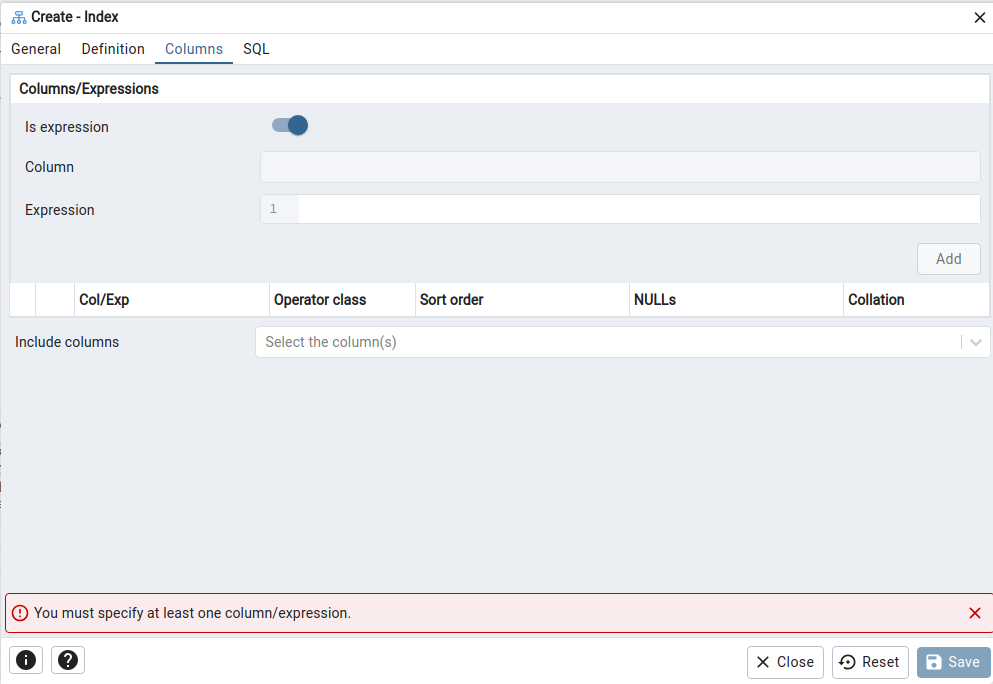 Create - Index
General Definition Columns SQL
Columns/Expressions
Is expression
Column
Expression 1
Add
Col/Exp Operator class Sort order NULLs Collation
Include columns Select the column(s)
You must specify at least one column/expression.
Close Reset Save